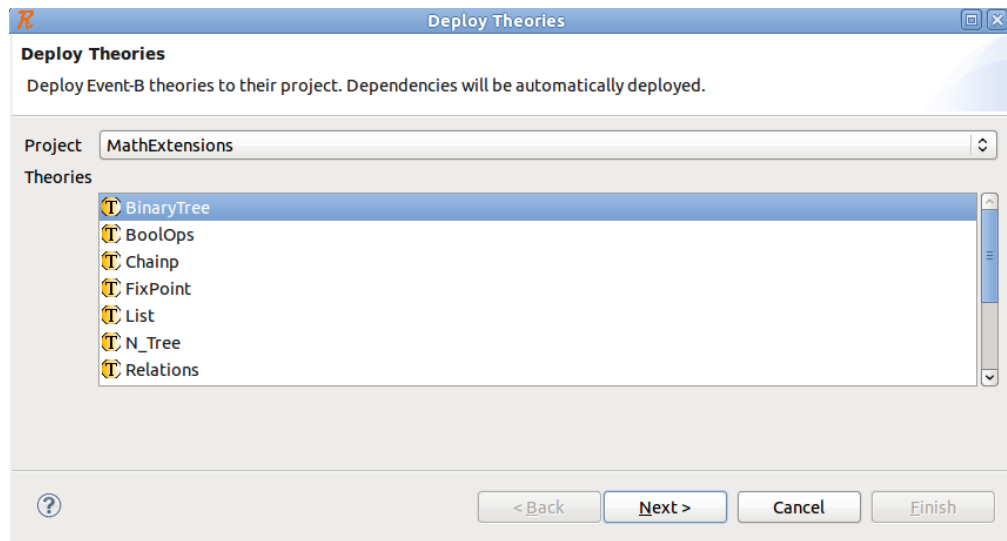 Deploy Theories
Deploy Theories
Deploy Event-B theories to their project. Dependencies will be automatically deployed.
Project MathExtensions
Theories
BinaryTree
BoolOps
Chainp
FixPoint
List
N_Tree
Relations
? < Back Next > Cancel Finish